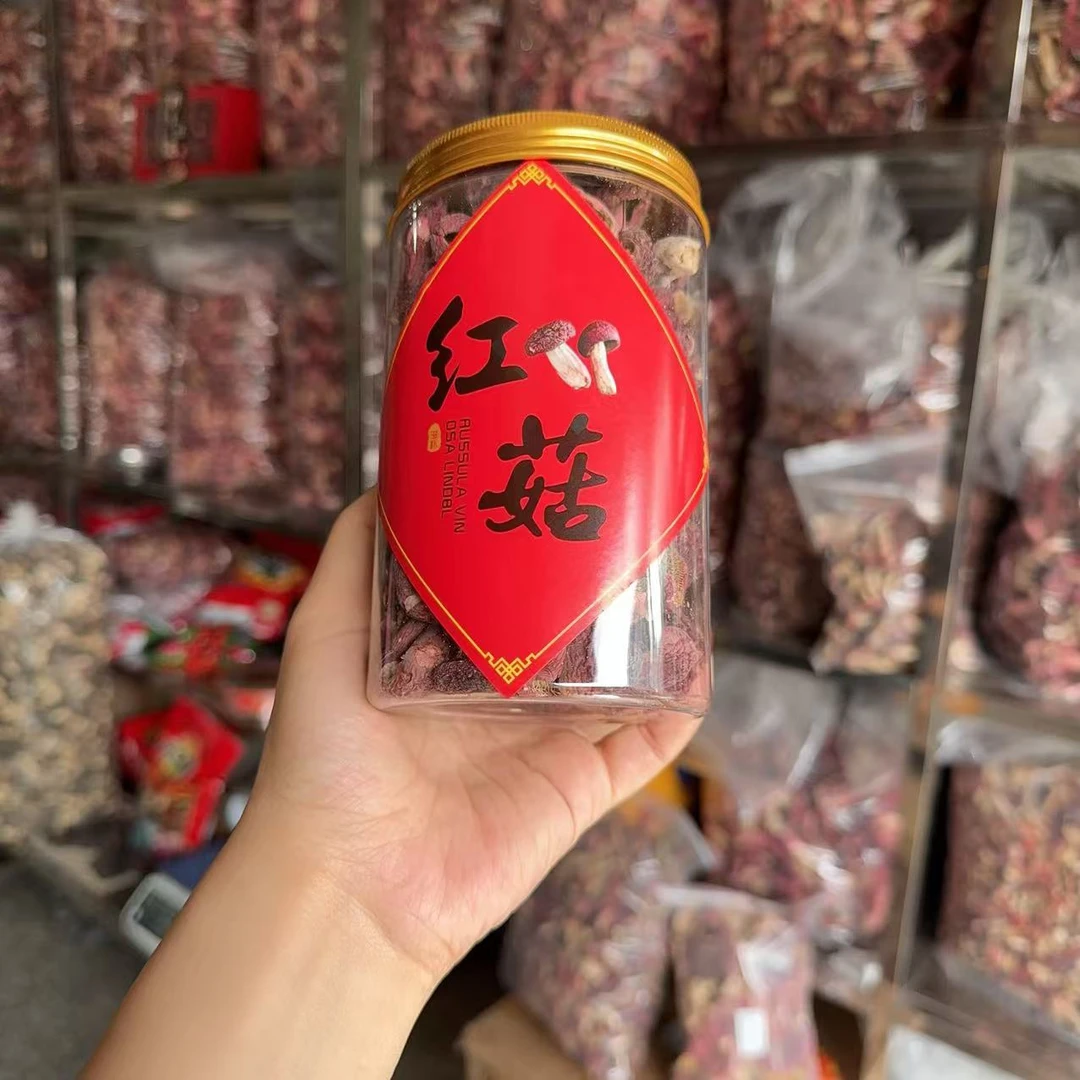 红
菇
RUSSULA VIN
OSA LINDBL